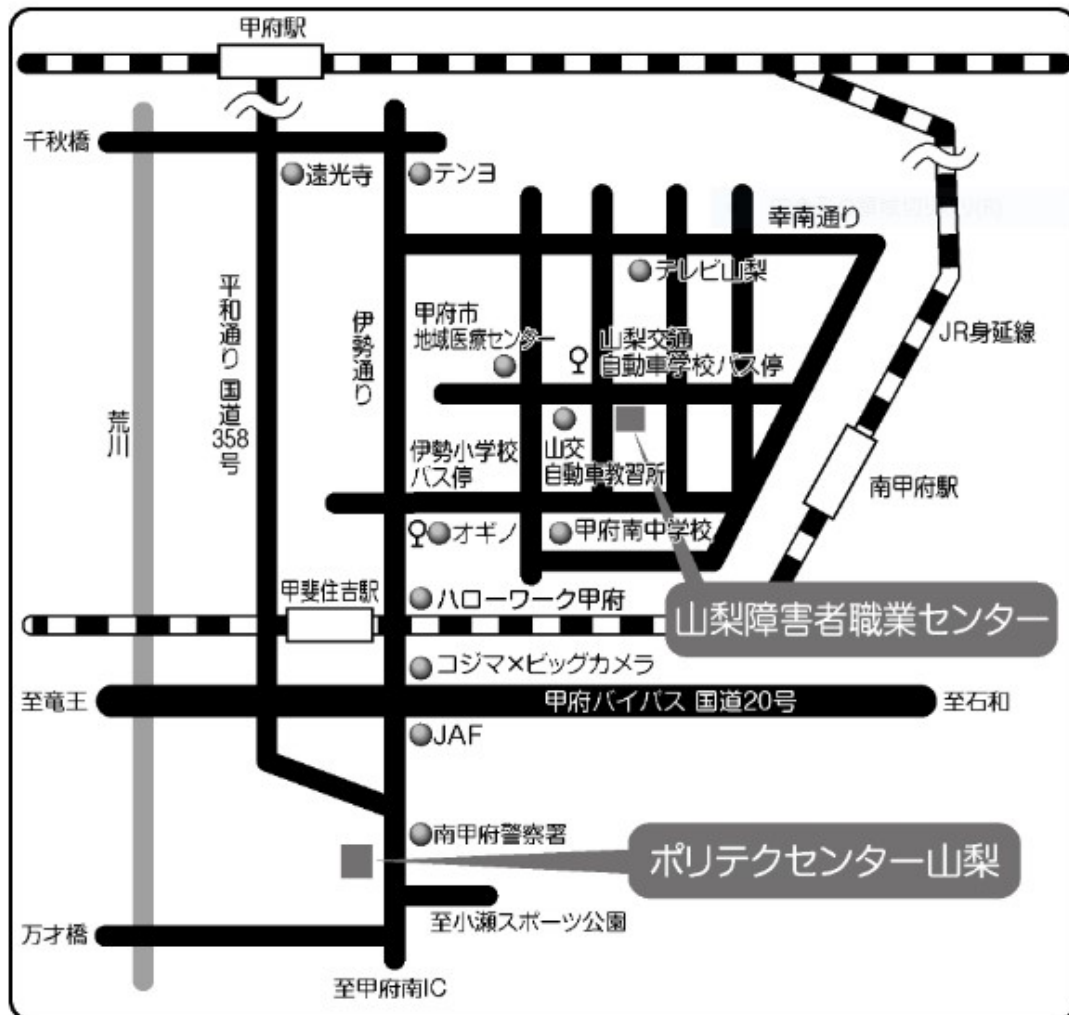 甲府駅
千秋橋
遠光寺
テンヨ
幸南通り
テレビ山梨
平和通り 国道358号
伊勢通り
甲府市
地域医療センター
山梨交通
自動車学校バス停
JR身延線
荒川
伊勢小学校
バス停
山交
自動車教習所
南甲府駅
オギノ
甲府南中学校
甲斐住吉駅
ハローワーク甲府
山梨障害者職業センター
コジマ×ビッグカメラ
至竜王
甲府バイパス 国道20号
至石和
JAF
南甲府警察署
ポリテクセンター山梨
至小瀬スポーツ公園
万才橋
至甲府南IC